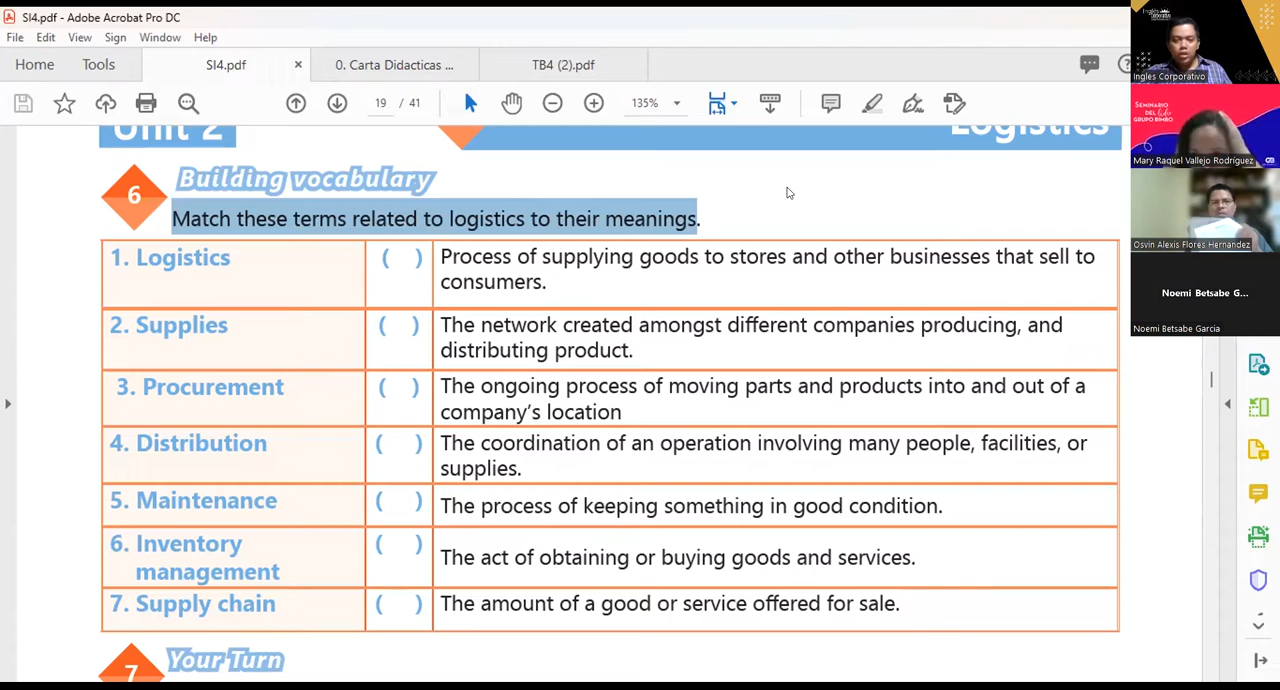 SI4.pdf - Adobe Acrobat Pro DC
File Edit View Sign Window Help
Home Tools SI4.pdf × 0. Carta Didacticas ... TB4 (2).pdf
19 / 41 135%
Unit 2 Logistics
6 Building vocabulary
Match these terms related to logistics to their meanings.
1. Logistics ( ) Process of supplying goods to stores and other businesses that sell to
consumers.
2. Supplies ( ) The network created amongst different companies producing, and
distributing product.
3. Procurement ( ) The ongoing process of moving parts and products into and out of a
company's location
4. Distribution ( ) The coordination of an operation involving many people, facilities, or
supplies.
5. Maintenance ( ) The process of keeping something in good condition.
6. Inventory
management ( ) The act of obtaining or buying goods and services.
7. Supply chain ( ) The amount of a good or service offered for sale.
7 Your Turn
Ingles Corporativo
SEMINARIO
DEL líder
GRUPO BIMBO
Mary Raquel Vallejo Rodríguez
Osvin Alexis Flores Hernandez
Noemi Betsabe G...
Noemi Betsabe Garcia